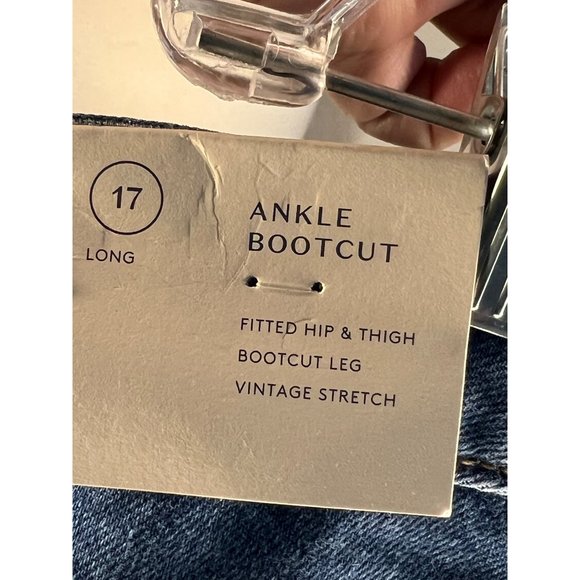 17
LONG
ANKLE
BOOTCUT
FITTED HIP & THIGH
BOOTCUT LEG
VINTAGE STRETCH